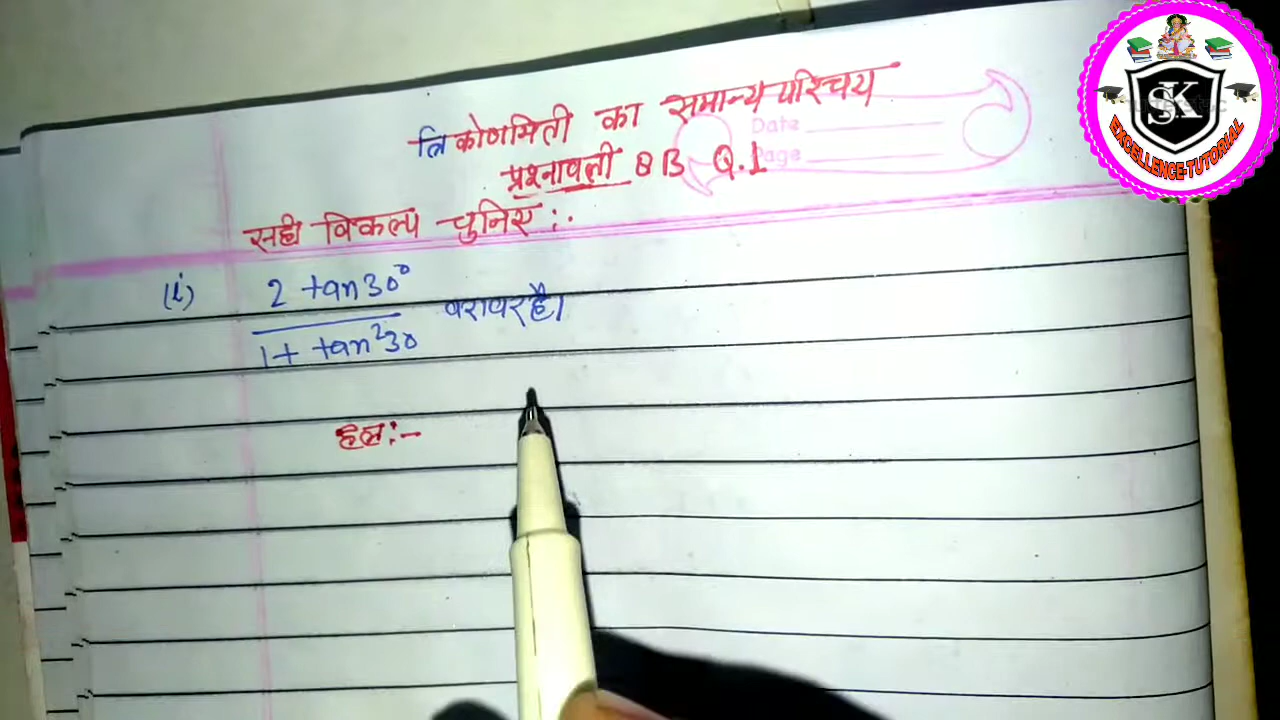 त्रिकोणमिती का समान्य परिचय
Date
Page
प्रश्नावली 8B Q.1
सही विकल्प चुनिए :.
(i) 2 tan30° 
1+ tan²30 बराबर है।
हल:-
SK
EXCELLENCE-TUTORIAL